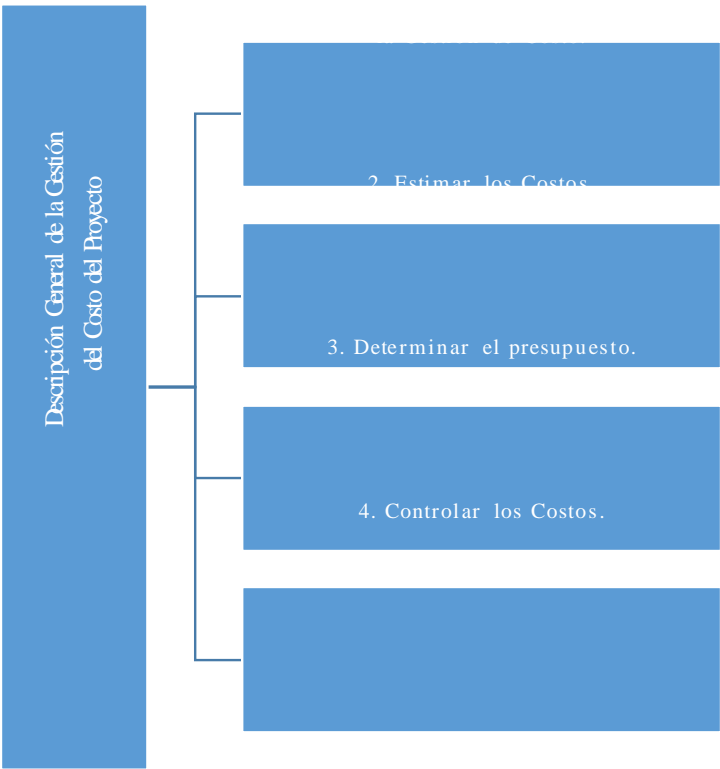 Descripción General de la Gestión
del Costo del Proyecto
2. Estimar los Costos
3. Determinar el presupuesto.
4. Controlar los Costos.